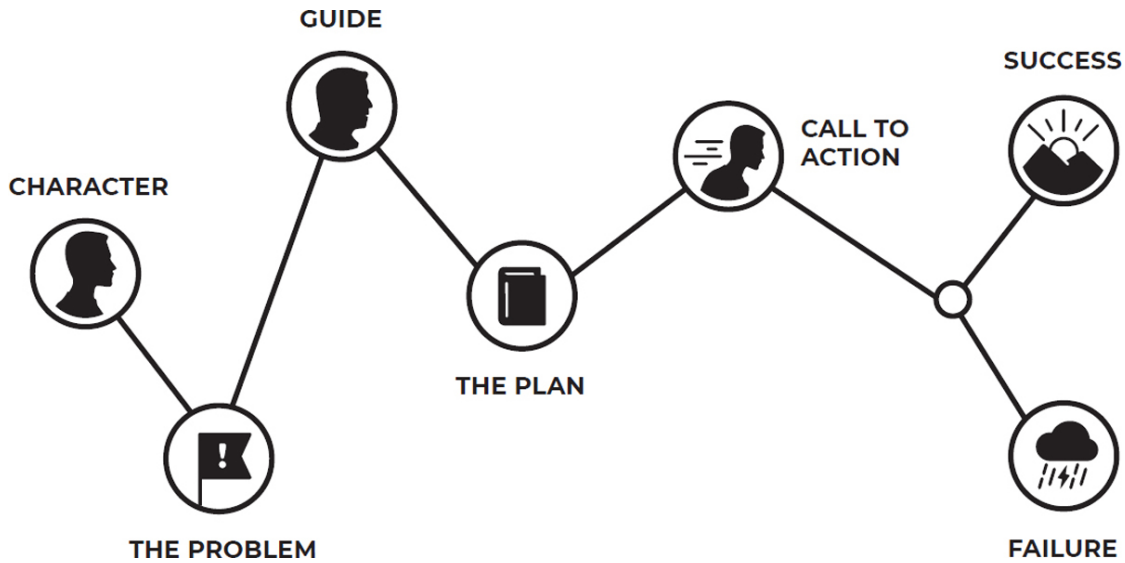 CHARACTER
THE PROBLEM
GUIDE
THE PLAN
CALL TO
ACTION
SUCCESS
FAILURE